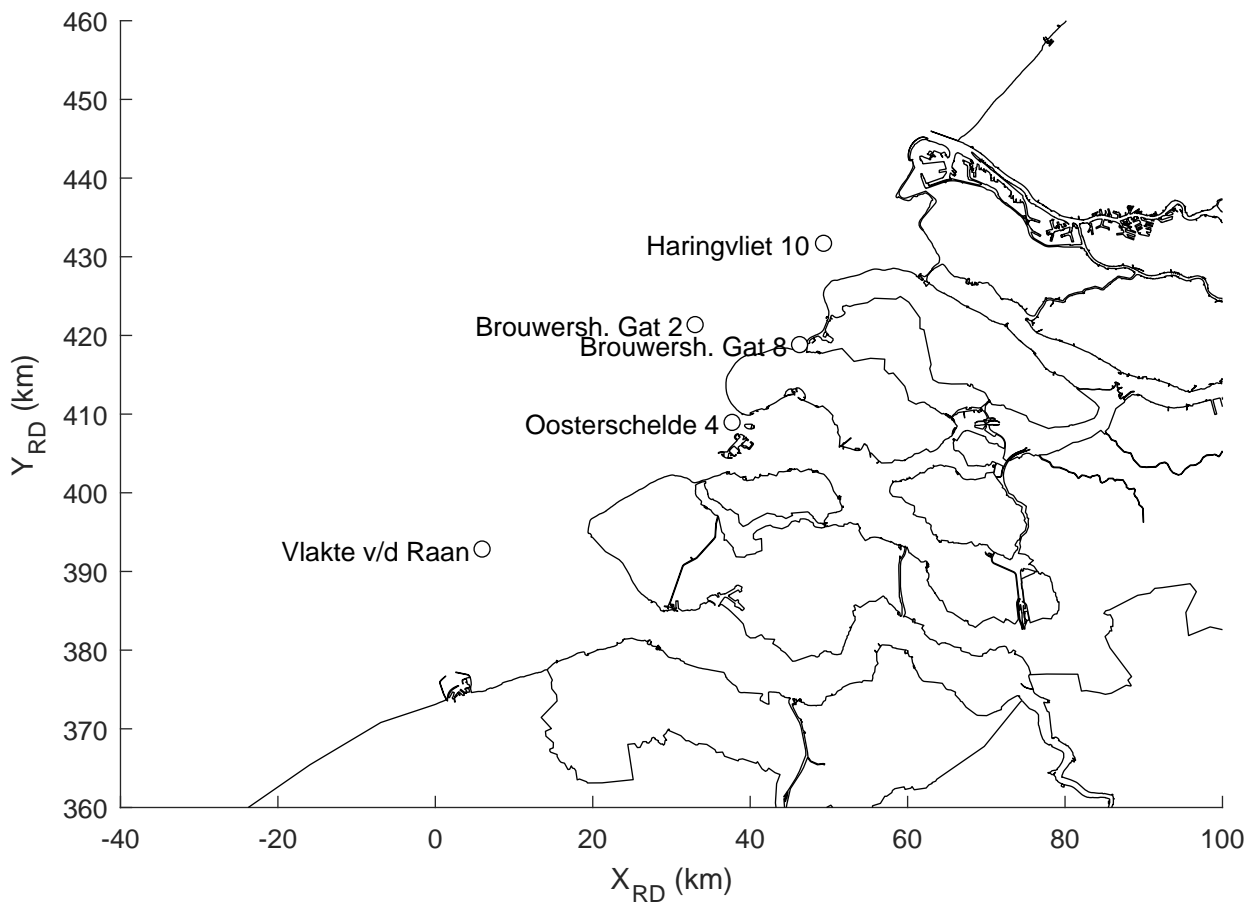 460
450
440
430
420
410
400
390
380
370
360
Y_RD (km)
Haringvliet 10
Brouwersh. Gat 2
Brouwersh. Gat 8
Oosterschelde 4
Vlakte v/d Raan
-40 -20 0 20 40 60 80 100
X_RD (km)